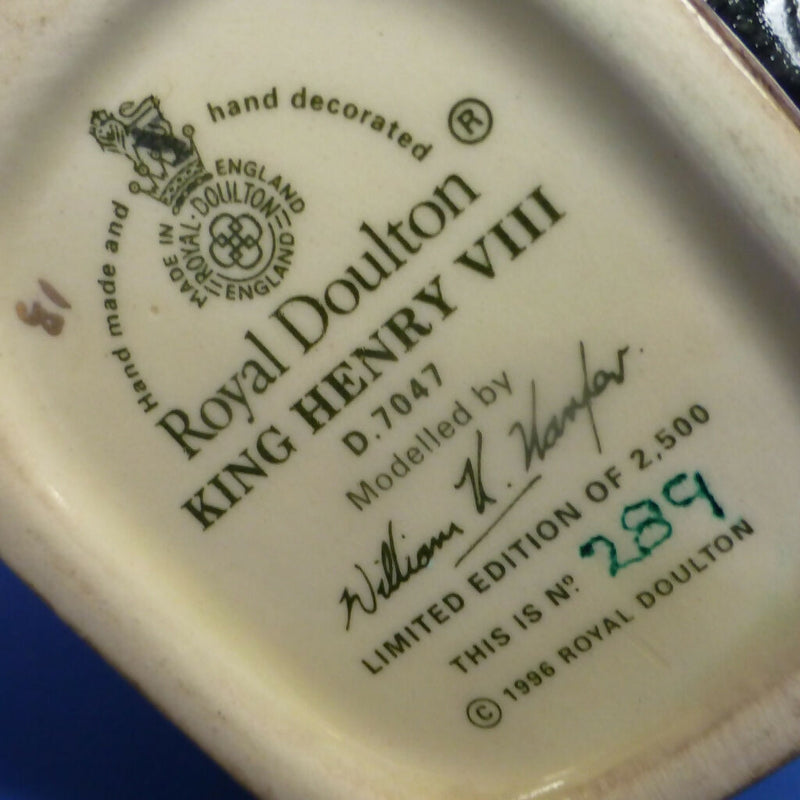 Hand made and hand decorated
®
ENGLAND
MADE IN ENGLAND
ROYAL·DOULTON
Royal Doulton
KING HENRY VIII
D.7047
Modelled by
William K. Harper.
LIMITED EDITION OF 2,500
THIS IS Nº. 289
© 1996 ROYAL DOULTON
81